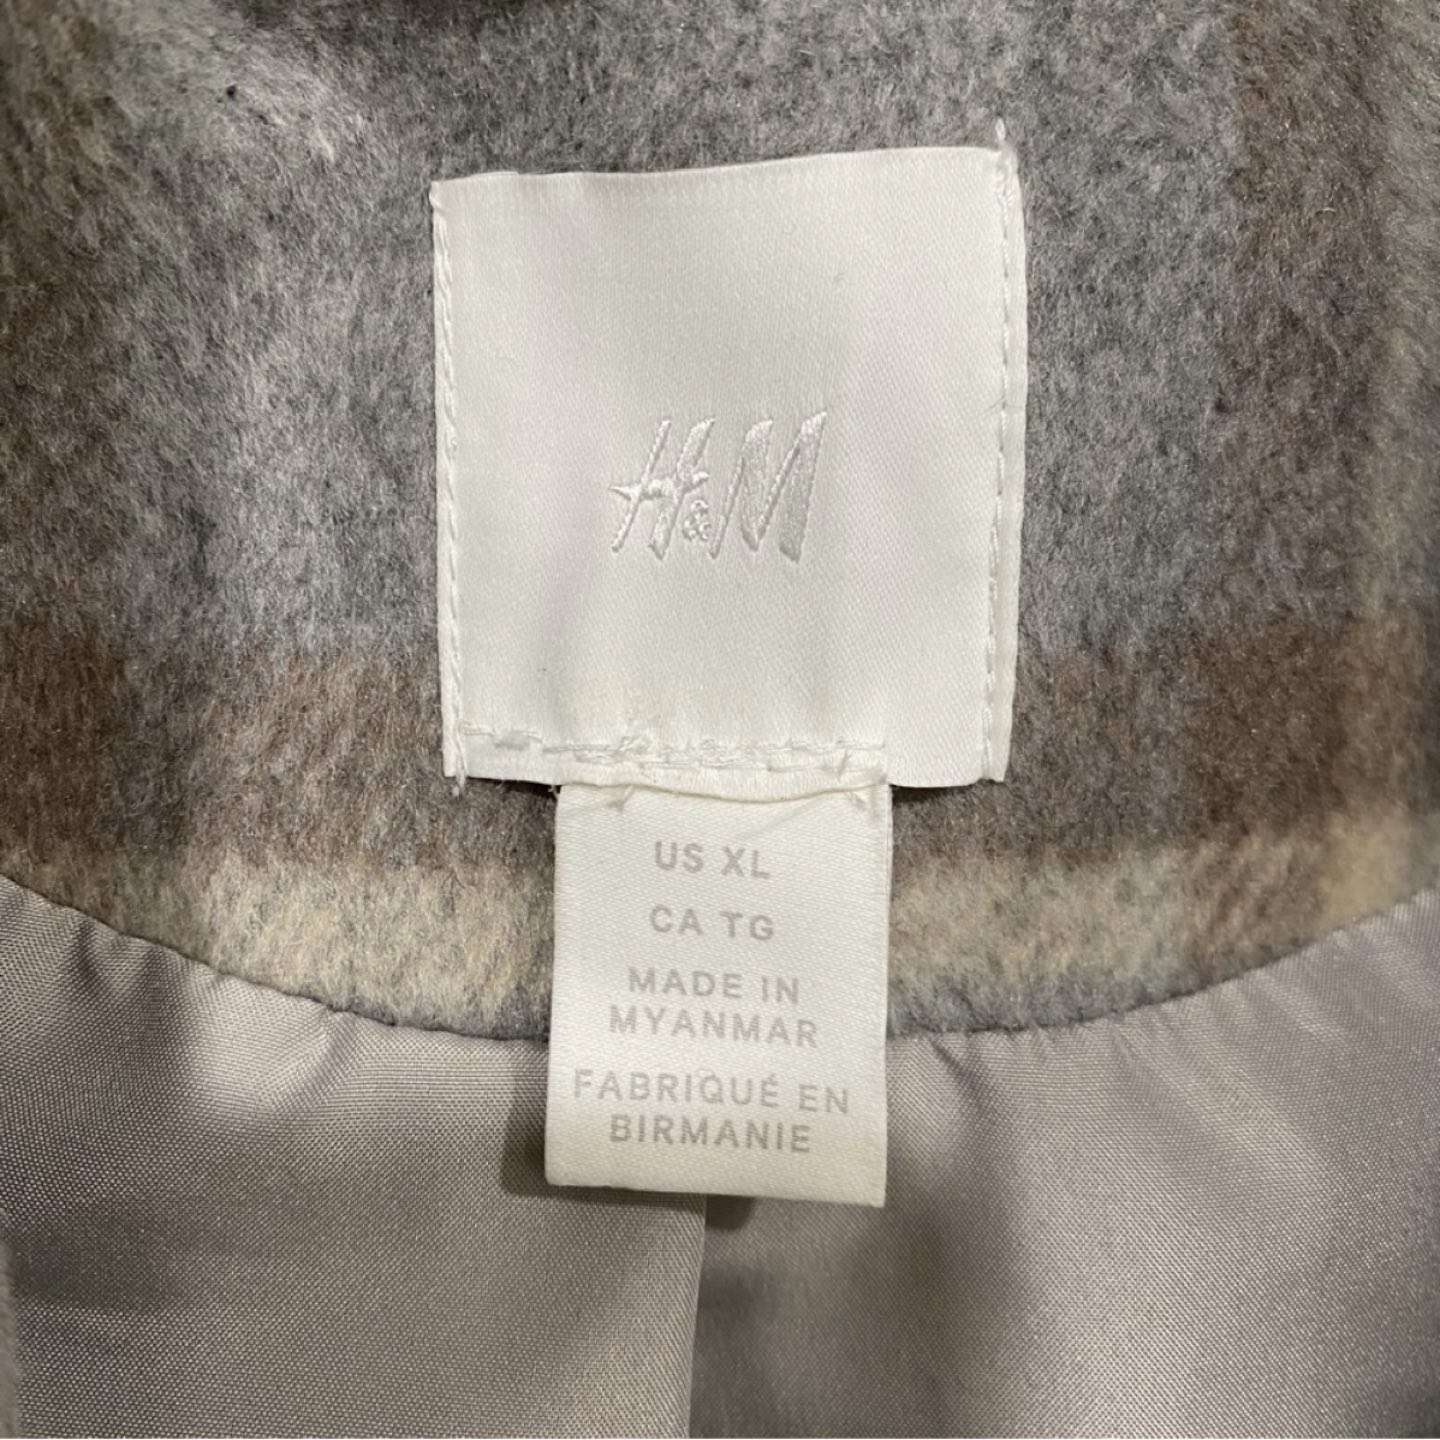 H&M
US XL
CA TG
MADE IN
MYANMAR
FABRIQUÉ EN
BIRMANIE